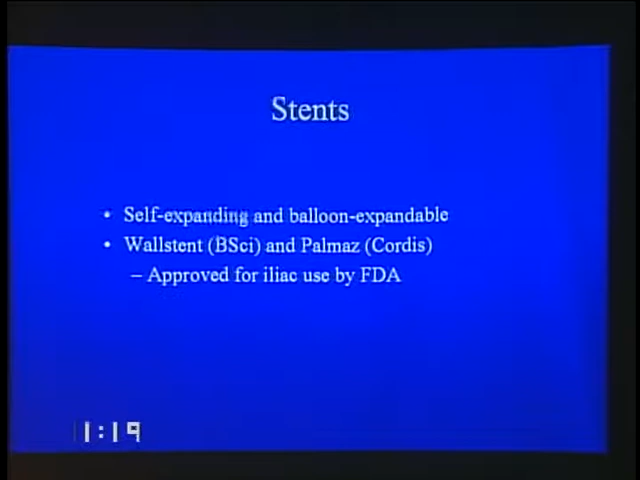 Stents
• Self-expanding and balloon-expandable
• Wallstent (BSci) and Palmaz (Cordis)
– Approved for iliac use by FDA
1:19